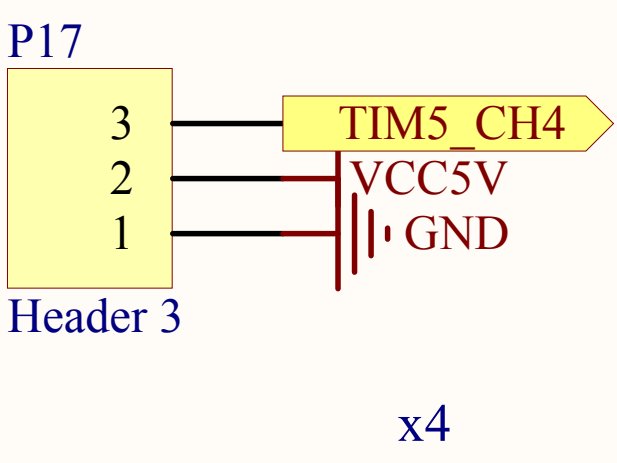 P17
3 TIM5_CH4
2 VCC5V
1 GND
Header 3
x4